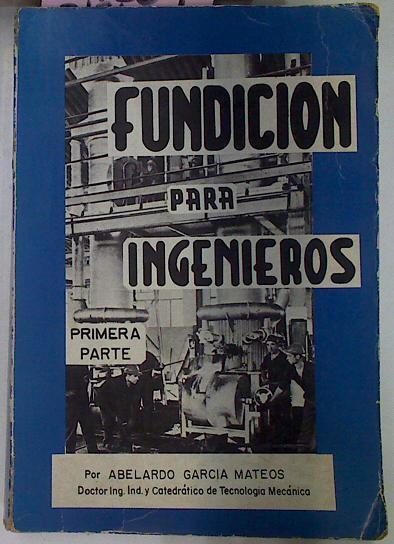 FUNDICION
PARA
INGENIEROS
PRIMERA
PARTE
Por ABELARDO GARCIA MATEOS
Doctor Ing. Ind. y Catedrático de Tecnología Mecánica